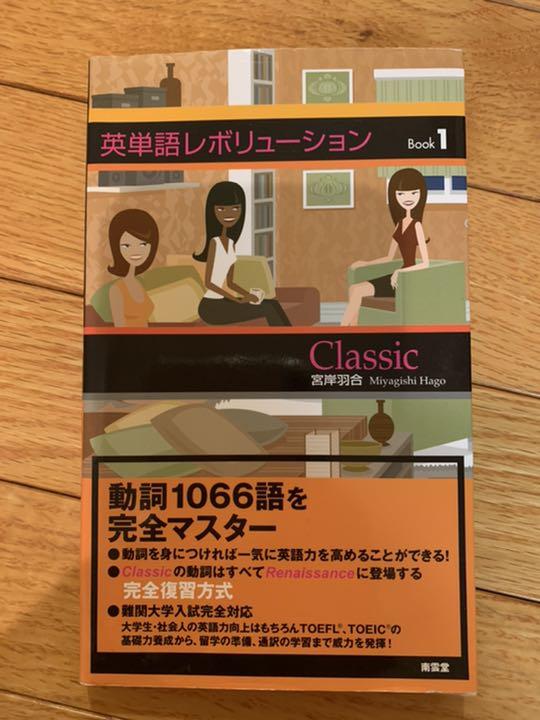 英単語レボリューション Book 1
Classic
宮岸羽合 Miyagishi Hago
動詞1066語を
完全マスター
●動詞を身につければ一気に英語力を高めることができる!
●Classicの動詞はすべてRenaissanceに登場する
完全復習方式
●難関大学入試完全対応
大学生・社会人の英語力向上はもちろんTOEFL®、TOEIC®の
基礎力養成から、留学の準備、通訳の学習まで威力を発揮!
南雲堂